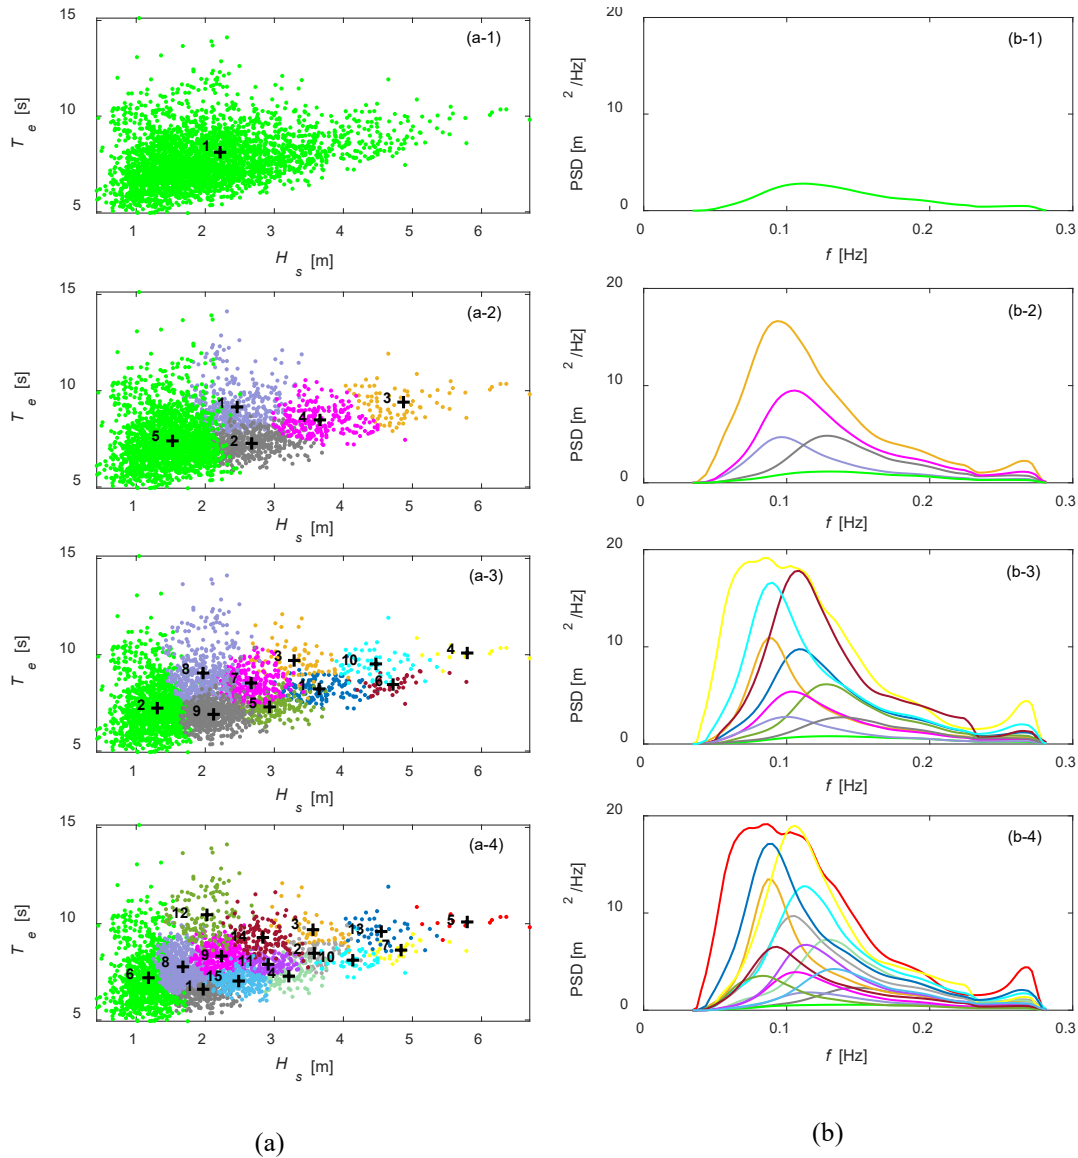 15
(a-1)
10
T e [s]
1
5
1 2 3 4 5 6
H s [m]
20
(b-1)
10
PSD [m 2 /Hz]
0
0 0.1 0.2 0.3
f [Hz]
15
(a-2)
10
T e [s]
1 3
4
5 2
5
1 2 3 4 5 6
H s [m]
20
(b-2)
10
PSD [m 2 /Hz]
0
0 0.1 0.2 0.3
f [Hz]
15
(a-3)
10
T e [s]
3 10 4
8 7 1 6
2 9 5
5
1 2 3 4 5 6
H s [m]
20
(b-3)
10
PSD [m 2 /Hz]
0
0 0.1 0.2 0.3
f [Hz]
15
(a-4)
10
T e [s]
12 5
14 3 13
9 2 7
8 11 10
6 15 4
1
5
1 2 3 4 5 6
H s [m]
20
(b-4)
10
PSD [m 2 /Hz]
0
0 0.1 0.2 0.3
f [Hz]
(a)
(b)